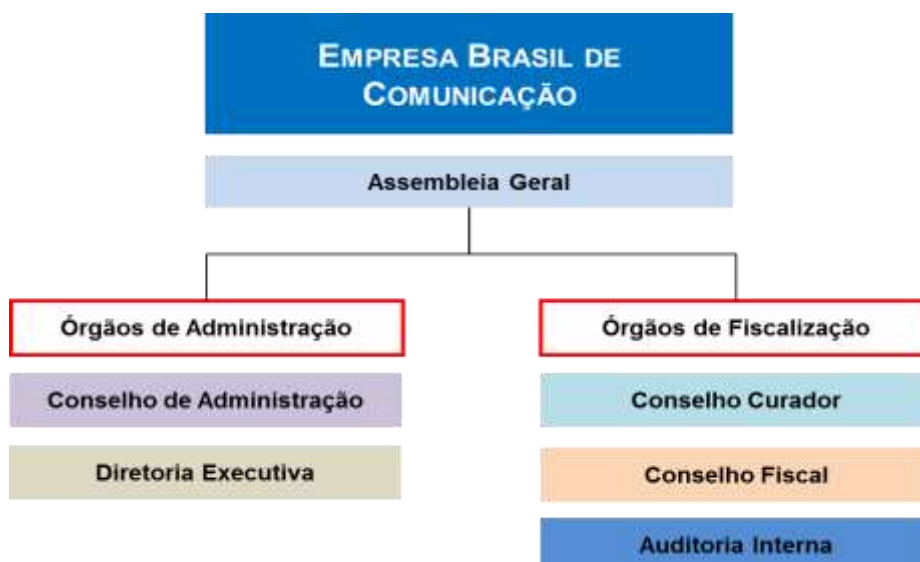 EMPRESA BRASIL DE
COMUNICAÇÃO
Assembleia Geral
Órgãos de Administração
Órgãos de Fiscalização
Conselho de Administração
Conselho Curador
Diretoria Executiva
Conselho Fiscal
Auditoria Interna